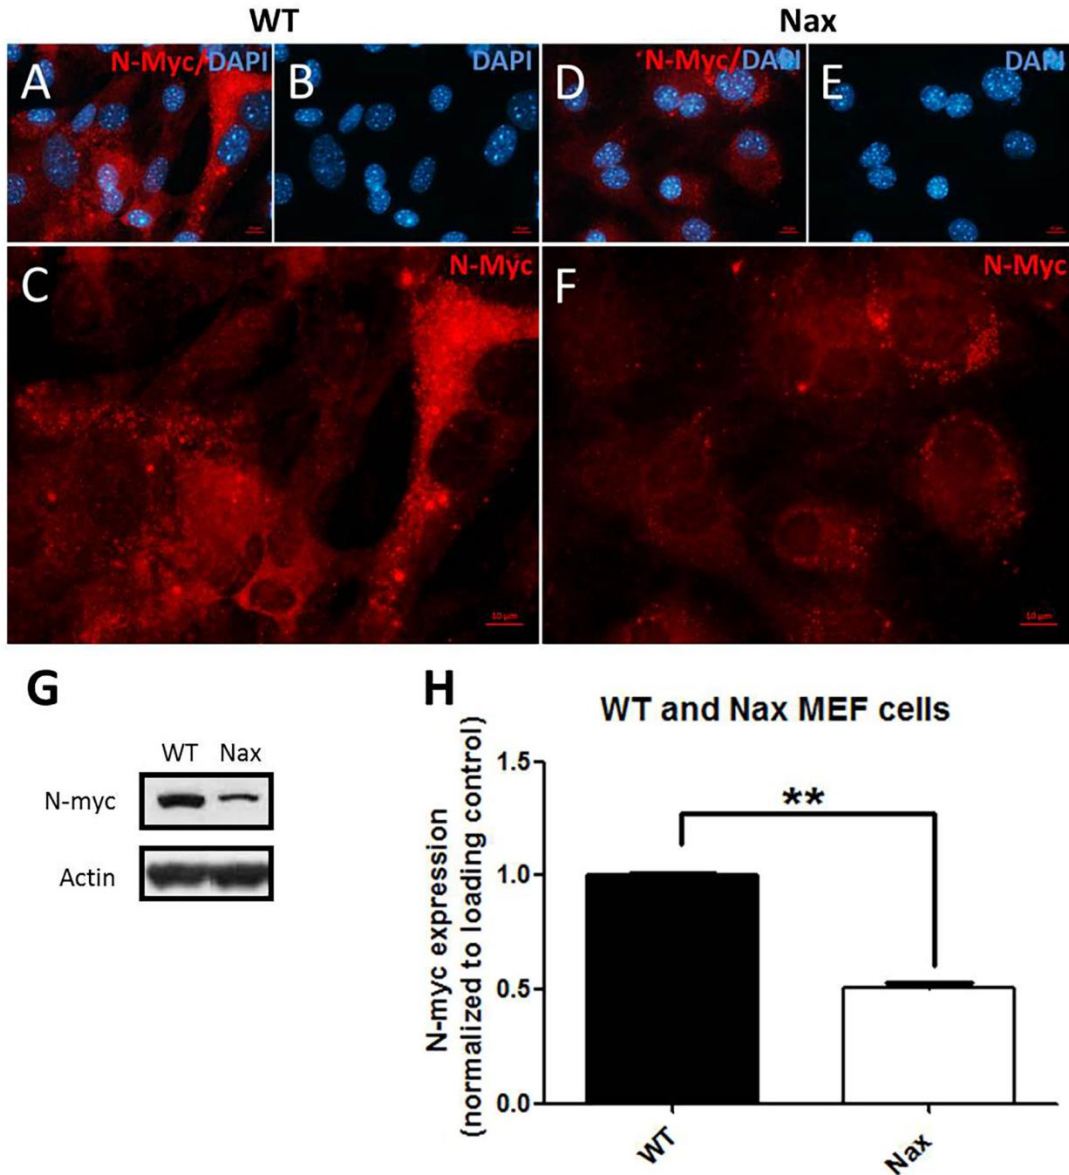 WT
Nax
A
N-Myc/DAPI
B
DAPI
D
N-Myc/DAPI
E
DAPI
C
N-Myc
10 µm
F
N-Myc
10 µm
G
WT Nax
N-myc
Actin
H
WT and Nax MEF cells
N-myc expression
(normalized to loading control)
1.5
**
1.0
0.5
0.0
WT
Nax